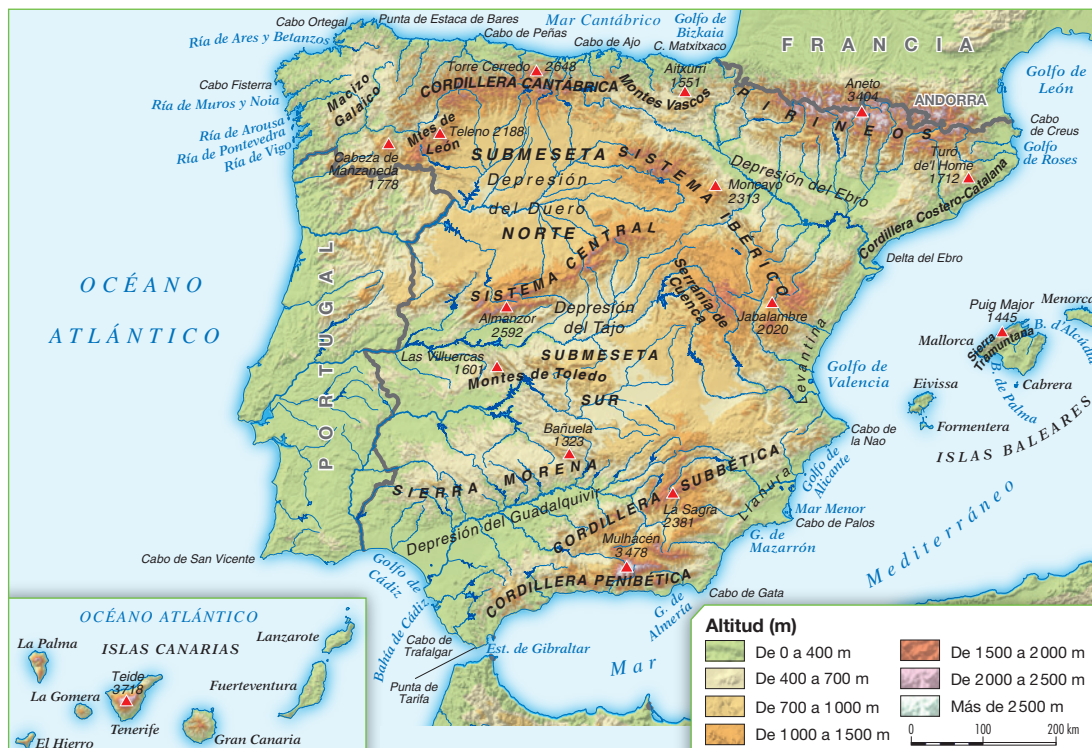 Cabo Ortegal
Punta de Estaca de Bares
Cabo de Peñas
Mar Cantábrico
Cabo de Ajo
Golfo de
Bizkaia
C. Matxitxaco
FRANCIA
Golfo de
León
Ría de Ares y Betanzos
Cabo Fisterra
Ría de Muros y Noia
Ría de Arousa
Ría de Pontevedra
Ría de Vigo
Macizo
Galaico
Torre Cerredo
2648
CORDILLERA CANTÁBRICA
Montes Vascos
Aitxurri
1551
PIRINEOS
Aneto
3404
ANDORRA
Cabo
de Creus
Golfo
de Roses
Turó
de l Home
1712
Cordillera Costero-Catalana
Cabeza de
Manzaneda
1778
Mtes de
León
Teleno 2188
SUBMESETA
NORTE
Depresión
del Duero
SISTEMA IBÉRICO
Moncayo
2313
Depresión del Ebro
Delta del Ebro
OCÉANO
ATLÁNTICO
PORTUGAL
SISTEMA CENTRAL
Almanzor
2592
Depresión
del Tajo
Serranía de
Cuenca
Jabalambre
2020
Las Villuercas
1601
Montes de Toledo
SUBMESETA
SUR
Llanura
Levantina
Golfo de
Valencia
Menorca
Puig Major
1445
B. d'Alcúdia
Mallorca
Sierra
Tramuntana
B. de Palma
Cabrera
Eivissa
Formentera
ISLAS BALEARES
Cabo de
la Nao
Golfo de
Alicante
Bañuela
1323
SIERRA MORENA
Depresión del Guadalquivir
CORDILLERA SUBBÉTICA
La Sagra
2381
Mar Menor
Cabo de Palos
G. de
Mazarrón
Mulhacén
3478
CORDILLERA PENIBÉTICA
Cabo de Gata
G. de
Almería
Mar Mediterráneo
Cabo de San Vicente
Golfo de
Cádiz
Bahía de Cádiz
Cabo de
Trafalgar
Est. de Gibraltar
Punta de
Tarifa
OCÉANO ATLÁNTICO
ISLAS CANARIAS
La Palma
La Gomera
El Hierro
Teide
3718
Tenerife
Gran Canaria
Fuerteventura
Lanzarote
Altitud (m)
De 0 a 400 m
De 400 a 700 m
De 700 a 1000 m
De 1000 a 1500 m
De 1500 a 2000 m
De 2000 a 2500 m
Más de 2500 m
0 100 200 km